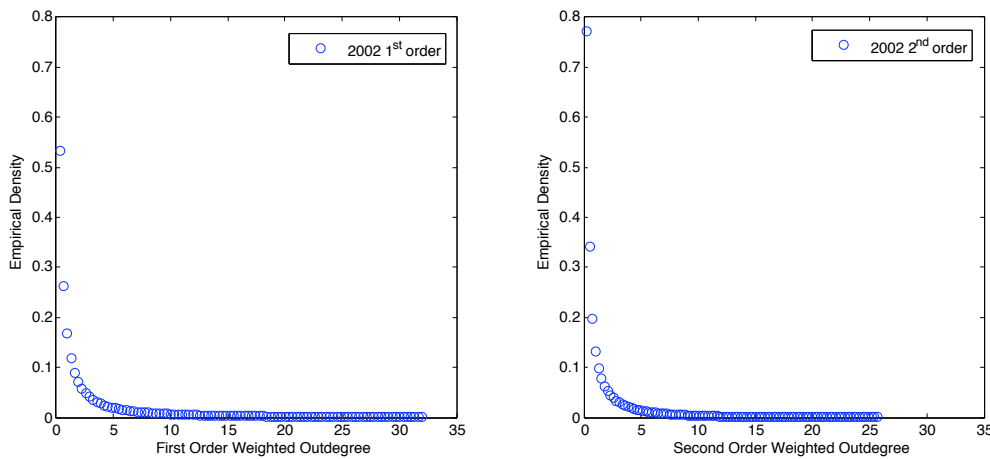 0.8
0.7
0.6
0.5
0.4
0.3
0.2
0.1
0
Empirical Density
2002 1st order
0 5 10 15 20 25 30 35
First Order Weighted Outdegree
0.8
0.7
0.6
0.5
0.4
0.3
0.2
0.1
0
Empirical Density
2002 2nd order
0 5 10 15 20 25 30 35
Second Order Weighted Outdegree